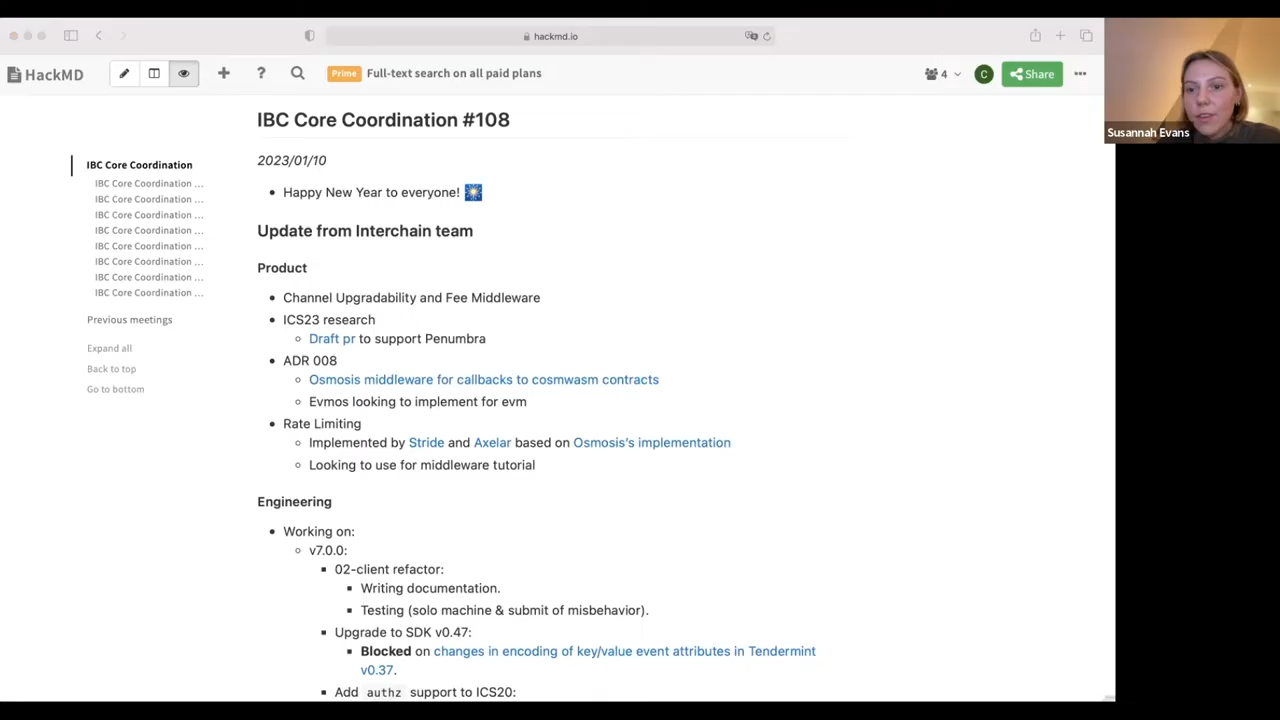 hackmd.io
HackMD
Prime Full-text search on all paid plans
4
C
Share
Susannah Evans
IBC Core Coordination
IBC Core Coordination ...
IBC Core Coordination ...
IBC Core Coordination ...
IBC Core Coordination ...
IBC Core Coordination ...
IBC Core Coordination ...
IBC Core Coordination ...
IBC Core Coordination ...
Previous meetings
Expand all
Back to top
Go to bottom
IBC Core Coordination #108
2023/01/10
Happy New Year to everyone!
Update from Interchain team
Product
Channel Upgradability and Fee Middleware
ICS23 research
Draft pr to support Penumbra
ADR 008
Osmosis middleware for callbacks to cosmwasm contracts
Evmos looking to implement for evm
Rate Limiting
Implemented by Stride and Axelar based on Osmosis's implementation
Looking to use for middleware tutorial
Engineering
Working on:
v7.0.0:
02-client refactor:
Writing documentation.
Testing (solo machine & submit of misbehavior).
Upgrade to SDK v0.47:
Blocked on changes in encoding of key/value event attributes in Tendermint
v0.37.
Add authz support to ICS20: